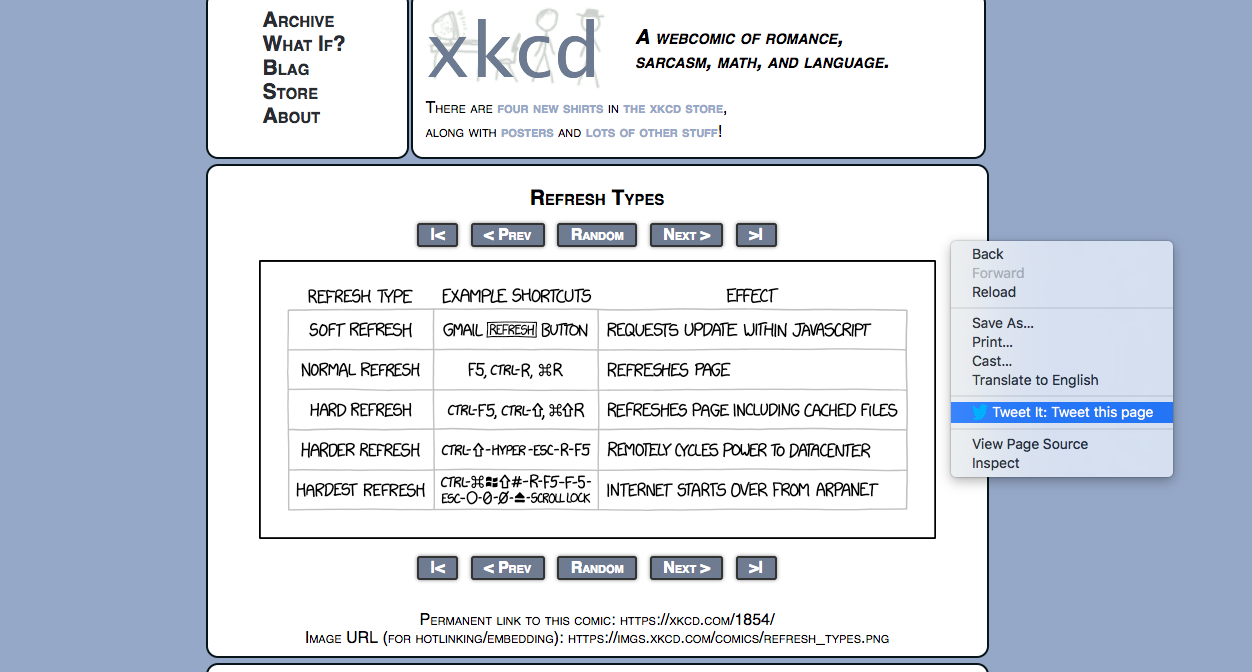 Archive
What If?
Blag
Store
About
xkcd
A webcomic of romance,
sarcasm, math, and language.
There are four new shirts in the xkcd store,
along with posters and lots of other stuff!
Refresh Types
|<
< Prev
Random
Next >
>|
REFRESH TYPE
EXAMPLE SHORTCUTS
EFFECT
SOFT REFRESH
GMAIL REFRESH BUTTON
REQUESTS UPDATE WITHIN JAVASCRIPT
NORMAL REFRESH
F5, CTRL-R, ⌘R
REFRESHES PAGE
HARD REFRESH
CTRL-F5, CTRL-⇧, ⌘⇧R
REFRESHES PAGE INCLUDING CACHED FILES
HARDER REFRESH
CTRL-⇧-HYPER-ESC-R-F5
REMOTELY CYCLES POWER TO DATACENTER
HARDEST REFRESH
CTRL-⌘⊞⇧#-R-F5-F-5-
ESC-O-0-Ø-⏏-SCROLL LOCK
INTERNET STARTS OVER FROM ARPANET
|<
< Prev
Random
Next >
>|
Permanent link to this comic: https://xkcd.com/1854/
Image URL (for hotlinking/embedding): https://imgs.xkcd.com/comics/refresh_types.png
Back
Forward
Reload
Save As...
Print...
Cast...
Translate to English
Tweet It: Tweet this page
View Page Source
Inspect